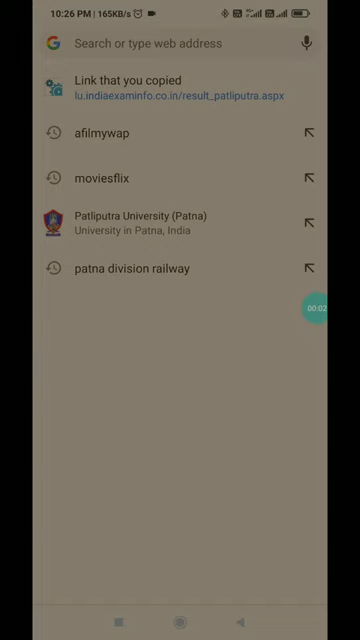 10:26 PM | 165KB/s
Search or type web address
Link that you copied
lu.indiaexaminfo.co.in/result_patliputra.aspx
afilmywap
moviesflix
Patliputra University (Patna)
University in Patna, India
patna division railway
00:02